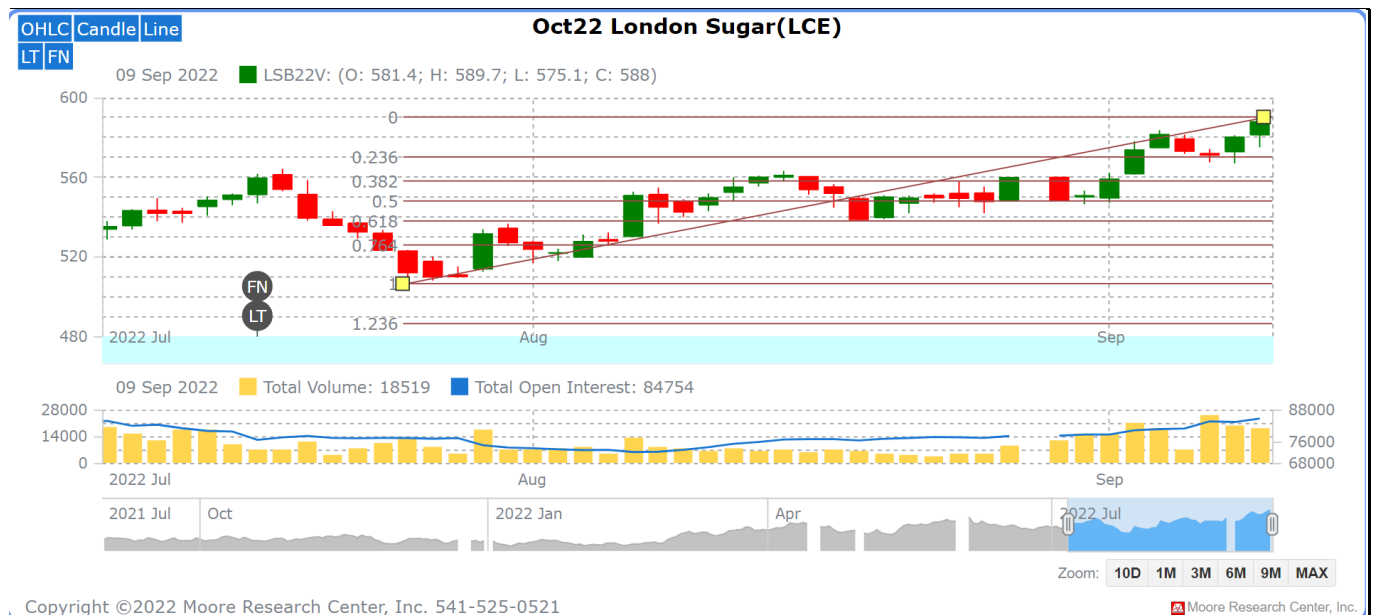 Oct22 London Sugar(LCE)
OHLC Candle Line
LT FN
09 Sep 2022 LSB22V: (O: 581.4; H: 589.7; L: 575.1; C: 588)
600
0
0.236
560
0.382
0.5
0.618
0.764
520
1
FN
LT
1.236
480
2022 Jul Aug Sep
09 Sep 2022 Total Volume: 18519 Total Open Interest: 84754
28000 88000
14000 76000
0 68000
2022 Jul Aug Sep
2021 Jul Oct 2022 Jan Apr 2022 Jul
Zoom: 10D 1M 3M 6M 9M MAX
Copyright ©2022 Moore Research Center, Inc. 541-525-0521
Moore Research Center, Inc.